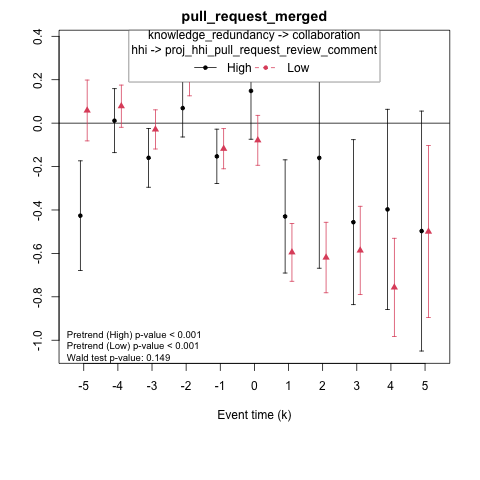 pull_request_merged
knowledge_redundancy -> collaboration
hhi -> proj_hhi_pull_request_review_comment
High Low
0.4
0.2
0.0
-0.2
-0.4
-0.6
-0.8
-1.0
Pretrend (High) p-value < 0.001
Pretrend (Low) p-value < 0.001
Wald test p-value: 0.149
-5 -4 -3 -2 -1 0 1 2 3 4 5
Event time (k)